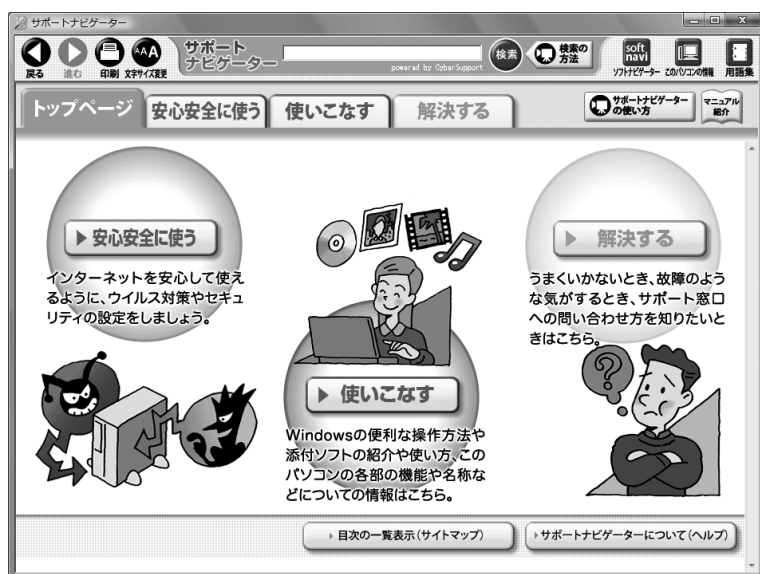 サポートナビゲーター
戻る 進む 印刷 文字サイズ変更
サポート
ナビゲーター
powered by CyberSupport
検索
検索の
方法
soft
navi
ソフトナビゲーター このパソコンの情報 用語集
トップページ 安心安全に使う 使いこなす 解決する
サポートナビゲーター
の使い方
マニュアル
紹介
安心安全に使う
インターネットを安心して使え
るように、ウイルス対策やセキュ
リティの設定をしましょう。
使いこなす
Windowsの便利な操作方法や
添付ソフトの紹介や使い方、この
パソコンの各部の機能や名称な
どについての情報はこちら。
解決する
うまくいかないとき、故障のよう
な気がするとき、サポート窓口
への問い合わせ方を知りたいと
きはこちら。
?
目次の一覧表示(サイトマップ)
サポートナビゲーターについて(ヘルプ)